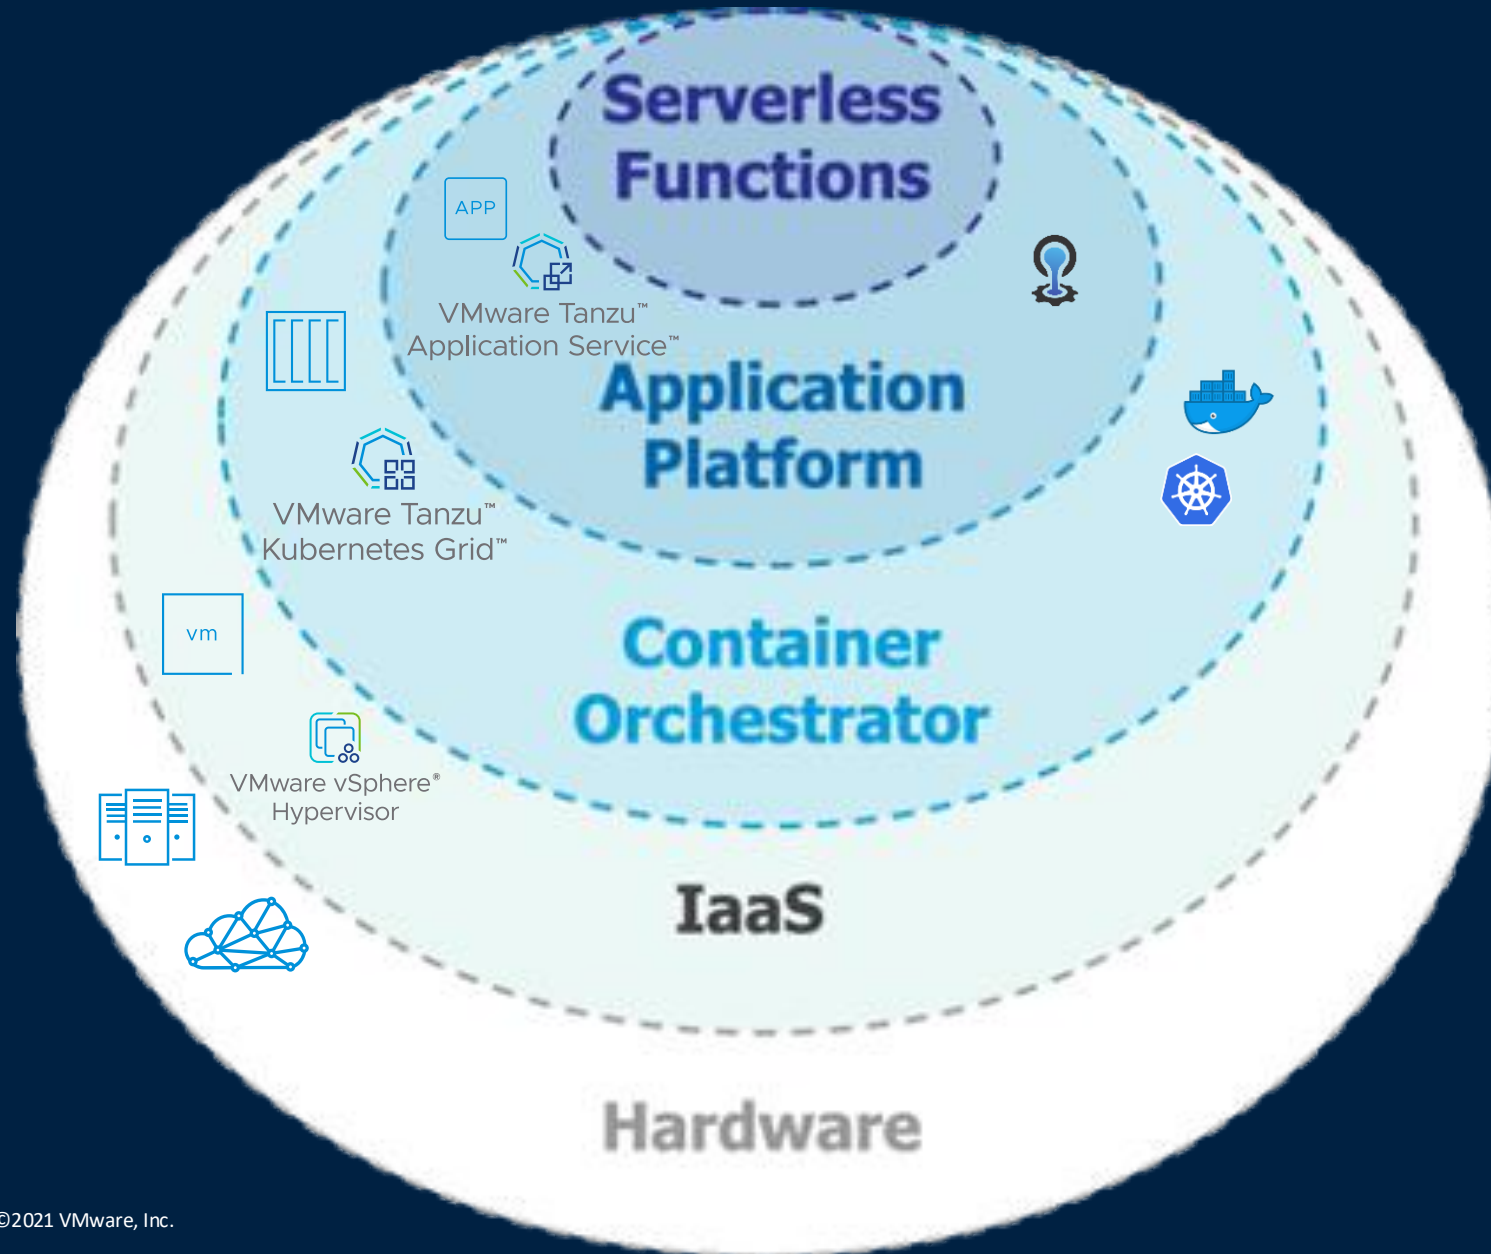 Serverless
Functions
APP
VMware Tanzu™
Application Service™
Application
Platform
VMware Tanzu™
Kubernetes Grid™
vm
Container
Orchestrator
VMware vSphere®
Hypervisor
IaaS
Hardware
©2021 VMware, Inc.